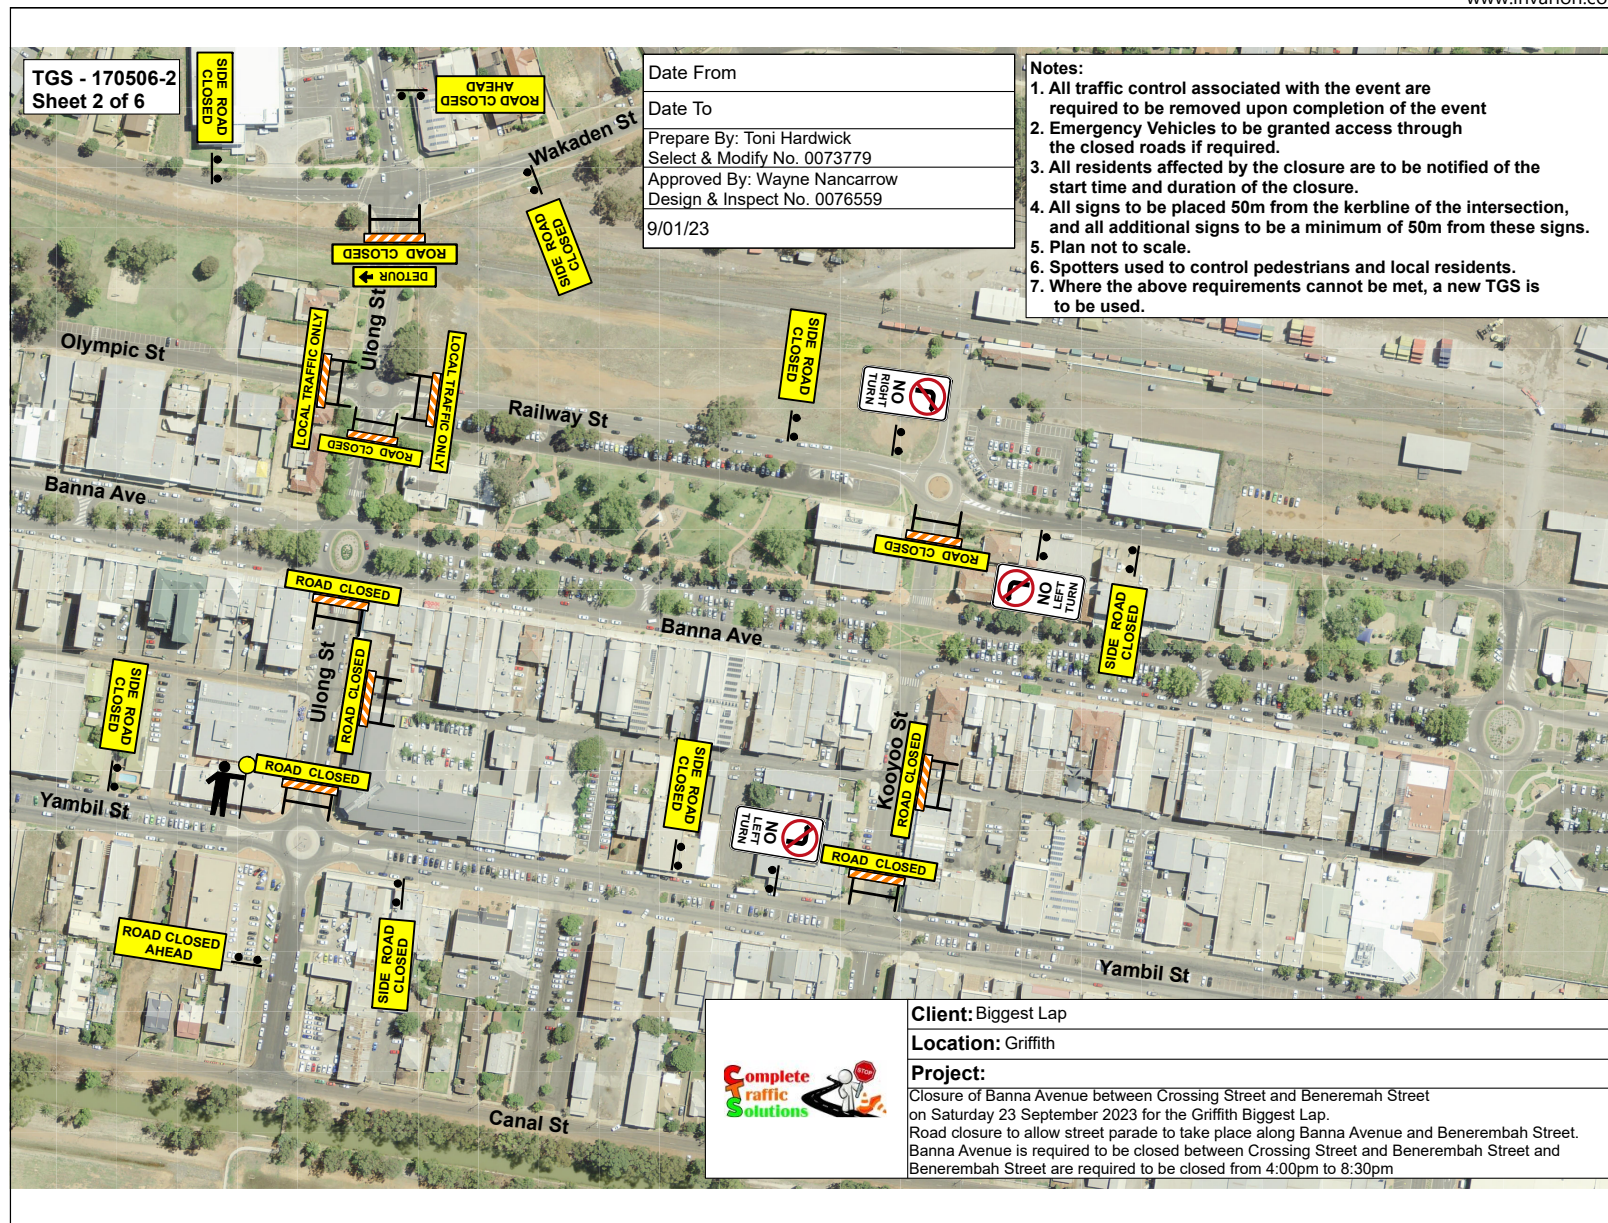 www.invarion.co
TGS - 170506-2
Sheet 2 of 6
SIDE ROAD
CLOSED
ROAD CLOSED
AHEAD
Wakaden St
Date From
Date To
Prepare By: Toni Hardwick
Select & Modify No. 0073779
Approved By: Wayne Nancarrow
Design & Inspect No. 0076559
9/01/23
Notes:
1. All traffic control associated with the event are
required to be removed upon completion of the event
2. Emergency Vehicles to be granted access through
the closed roads if required.
3. All residents affected by the closure are to be notified of the
start time and duration of the closure.
4. All signs to be placed 50m from the kerbline of the intersection,
and all additional signs to be a minimum of 50m from these signs.
5. Plan not to scale.
6. Spotters used to control pedestrians and local residents.
7. Where the above requirements cannot be met, a new TGS is
to be used.
SIDE ROAD
CLOSED
ROAD CLOSED
DETOUR
Ulong St
Olympic St
LOCAL TRAFFIC ONLY
LOCAL TRAFFIC ONLY
ROAD CLOSED
Railway St
SIDE ROAD
CLOSED
NO
RIGHT
TURN
Banna Ave
ROAD CLOSED
NO
LEFT
TURN
SIDE ROAD
CLOSED
ROAD CLOSED
Banna Ave
Ulong St
ROAD CLOSED
SIDE ROAD
CLOSED
ROAD CLOSED
Yambil St
SIDE ROAD
CLOSED
Kooyoo St
ROAD CLOSED
NO
LEFT
TURN
ROAD CLOSED
ROAD CLOSED
AHEAD
SIDE ROAD
CLOSED
Yambil St
Canal St
Complete
Traffic
Solutions
STOP
Client: Biggest Lap
Location: Griffith
Project:
Closure of Banna Avenue between Crossing Street and Beneremah Street
on Saturday 23 September 2023 for the Griffith Biggest Lap.
Road closure to allow street parade to take place along Banna Avenue and Benerembah Street.
Banna Avenue is required to be closed between Crossing Street and Benerembah Street and
Benerembah Street are required to be closed from 4:00pm to 8:30pm